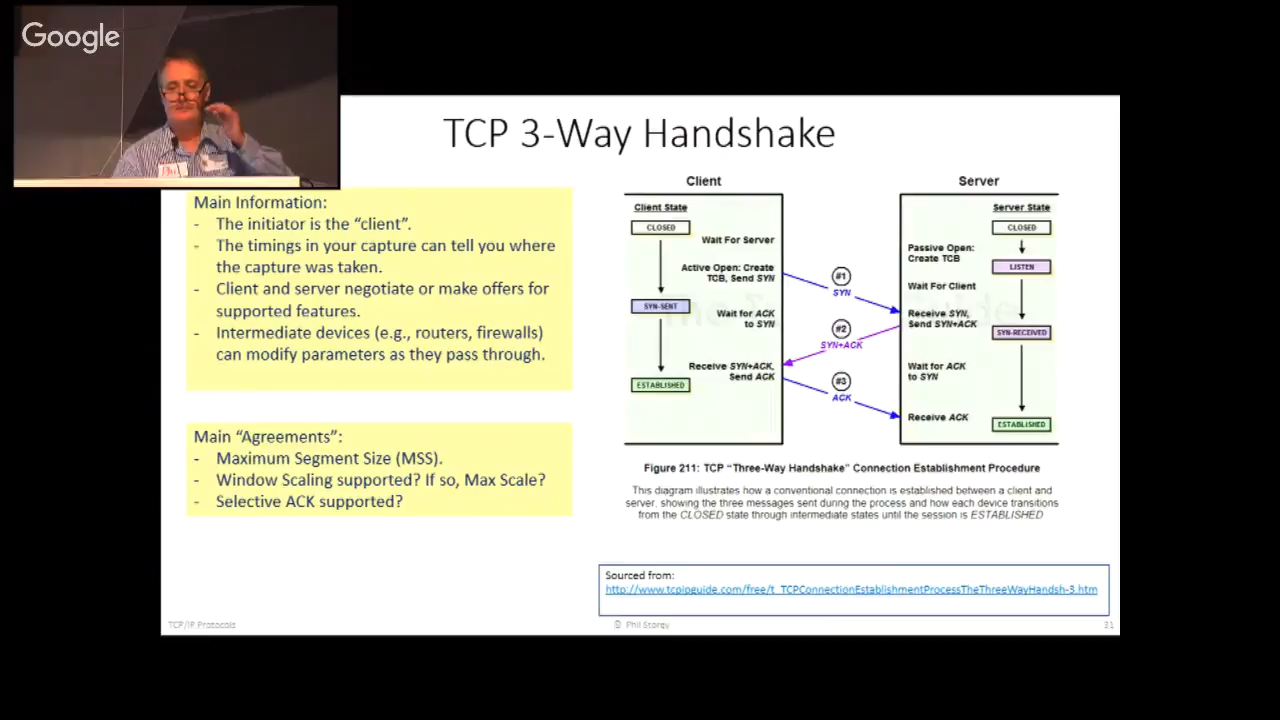 Google
TCP 3-Way Handshake
Main Information:
- The initiator is the “client”.
- The timings in your capture can tell you where
the capture was taken.
- Client and server negotiate or make offers for
supported features.
- Intermediate devices (e.g., routers, firewalls)
can modify parameters as they pass through.
Main “Agreements”:
- Maximum Segment Size (MSS).
- Window Scaling supported? If so, Max Scale?
- Selective ACK supported?
Client
Client State
CLOSED
Wait For Server
Active Open: Create
TCB, Send SYN
SYN-SENT
Wait for ACK
to SYN
Receive SYN+ACK,
Send ACK
ESTABLISHED
#1
SYN
#2
SYN+ACK
#3
ACK
Server
Server State
CLOSED
Passive Open:
Create TCB
LISTEN
Wait For Client
Receive SYN,
Send SYN+ACK
SYN-RECEIVED
Wait for ACK
to SYN
Receive ACK
ESTABLISHED
Figure 211: TCP “Three-Way Handshake” Connection Establishment Procedure
This diagram illustrates how a conventional connection is established between a client and
server, showing the three messages sent during the process and how each device transitions
from the CLOSED state through intermediate states until the session is ESTABLISHED
Sourced from:
http://www.tcpipguide.com/free/t_TCPConnectionEstablishmentProcessTheThreeWayHandsh-3.htm
TCP/IP Protocols
© Phil Storey
31